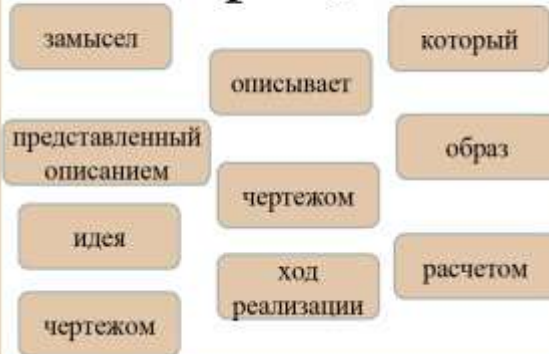 замысел
который
описывает
представленный
описанием
образ
чертежом
идея
ход
реализации
расчетом
чертежом